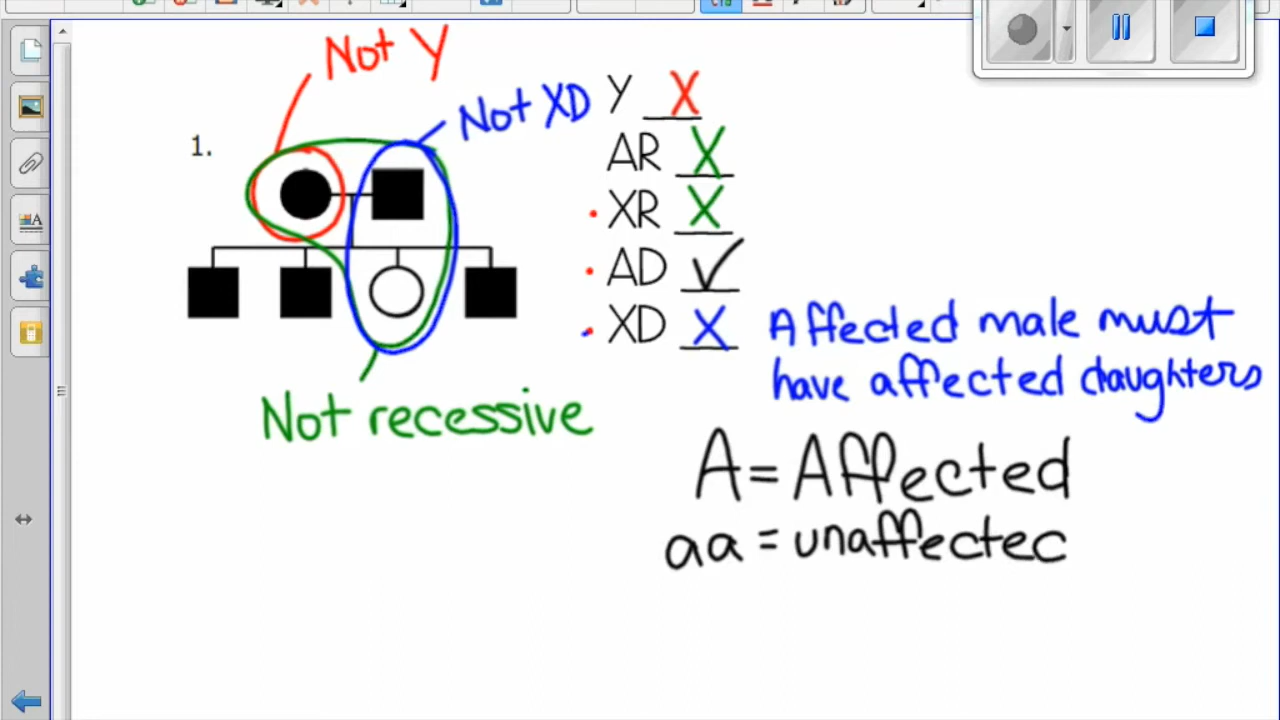 Not Y
Not XD
1.
Y X
AR X
XR X
AD ✓
XD X
Affected male must
have affected daughters
Not recessive
A = Affected
aa = unaffectec